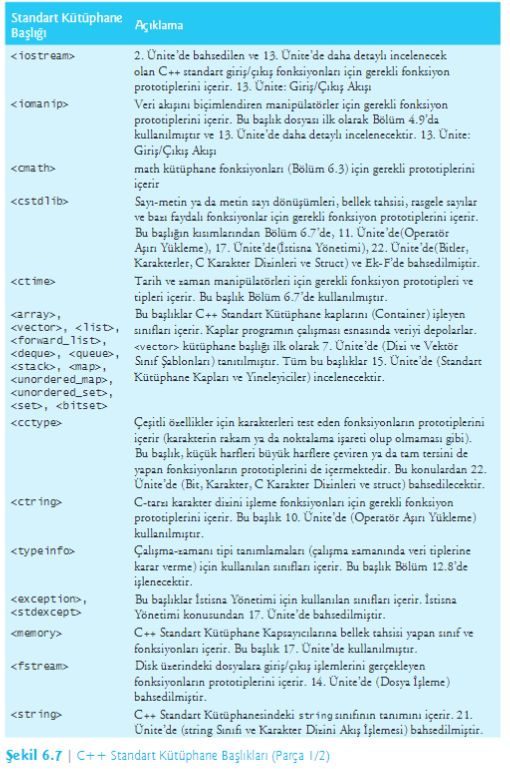 Standart Kütüphane
Başlığı
Açıklama
<iostream>
2. Ünite'de bahsedilen ve 13. Ünite'de daha detaylı incelenecek
olan C++ standart giriş/çıkış fonksiyonları için gerekli fonksiyon
prototiplerini içerir. 13. Ünite: Giriş/Çıkış Akışı
<iomanip>
Veri akışını biçimlendiren manipülatörler için gerekli fonksiyon
prototiplerini içerir. Bu başlık dosyası ilk olarak Bölüm 4.9'da
kullanılmıştır ve 13. Ünite'de daha detaylı incelenecektir. 13. Ünite:
Giriş/Çıkış Akışı
<cmath>
math kütüphane fonksiyonları (Bölüm 6.3) için gerekli prototiplerini
içerir
<cstdlib>
Sayı-metin ya da metin sayı dönüşümleri, bellek tahsisi, rasgele sayılar
ve bazı faydalı fonksiyonlar için gerekli fonksiyon prototiplerini içerir.
Bu başlığın kısımlarından Bölüm 6.7'de, 11. Ünite'de(Operatör
Aşırı Yükleme), 17. Ünite'de(İstisna Yönetimi), 22. Ünite'de(Bitler,
Karakterler, C Karakter Dizinleri ve Struct) ve Ek-F'de bahsedilmiştir.
<ctime>
Tarih ve zaman manipülatörleri için gerekli fonksiyon prototipleri ve
tipleri içerir. Bu başlık Bölüm 6.7'de kullanılmıştır.
<array>,
<vector>, <list>,
<forward_list>,
<deque>, <queue>,
<stack>, <map>,
<unordered_map>,
<unordered_set>,
<set>, <bitset>
Bu başlıklar C++ Standart Kütüphane kaplarını (Container) işleyen
sınıfları içerir. Kaplar programın çalışması esnasında veriyi depolarlar.
<vector> kütüphane başlığı ilk olarak 7. Ünite'de (Dizi ve Vektör
Sınıf Şablonları) tanıtılmıştır. Tüm bu başlıklar 15. Ünite'de (Standart
Kütüphane Kapları ve Yineleyiciler) incelenecektir.
<cctype>
Çeşitli özellikler için karakterleri test eden fonksiyonların prototiplerini
içerir (karakterin rakam ya da noktalama işareti olup olmaması gibi).
Bu başlık, küçük harfleri büyük harflere çeviren ya da tam tersini de
yapan fonksiyonların prototiplerini de içermektedir. Bu konulardan 22.
Ünite'de (Bit, Karakter, C Karakter Dizinleri ve struct) bahsedilecektir.
<ctring>
C-tarzı karakter dizini işleme fonksiyonları için gerekli fonksiyon
prototiplerini içerir. Bu başlık 10. Ünite'de (Operatör Aşırı Yükleme)
kullanılmıştır.
<typeinfo>
Çalışma-zamanı tipi tanımlamaları (çalışma zamanında veri tiplerine
karar verme) için kullanılan sınıfları içerir. Bu başlık Bölüm 12.8'de
işlenecektir.
<exception>,
<stdexcept>
Bu başlıklar İstisna Yönetimi için kullanılan sınıfları içerir. İstisna
Yönetimi konusundan 17. Ünite'de bahsedilmiştir.
<memory>
C++ Standart Kütüphane Kapsayıcılarına bellek tahsisi yapan sınıf ve
fonksiyonları içerir. Bu başlık 17. Ünite'de kullanılmıştır.
<fstream>
Disk üzerindeki dosyalara giriş/çıkış işlemlerini gerçekleyen
fonksiyonların prototiplerini içerir. 14. Ünite'de (Dosya İşleme)
bahsedilmiştir.
<string>
C++ Standart Kütüphanesindeki string sınıfının tanımını içerir. 21.
Ünite'de (string Sınıfı ve Karakter Dizini Akış İşlemesi) bahsedilmiştir.
Şekil 6.7 | C++ Standart Kütüphane Başlıkları (Parça 1/2)